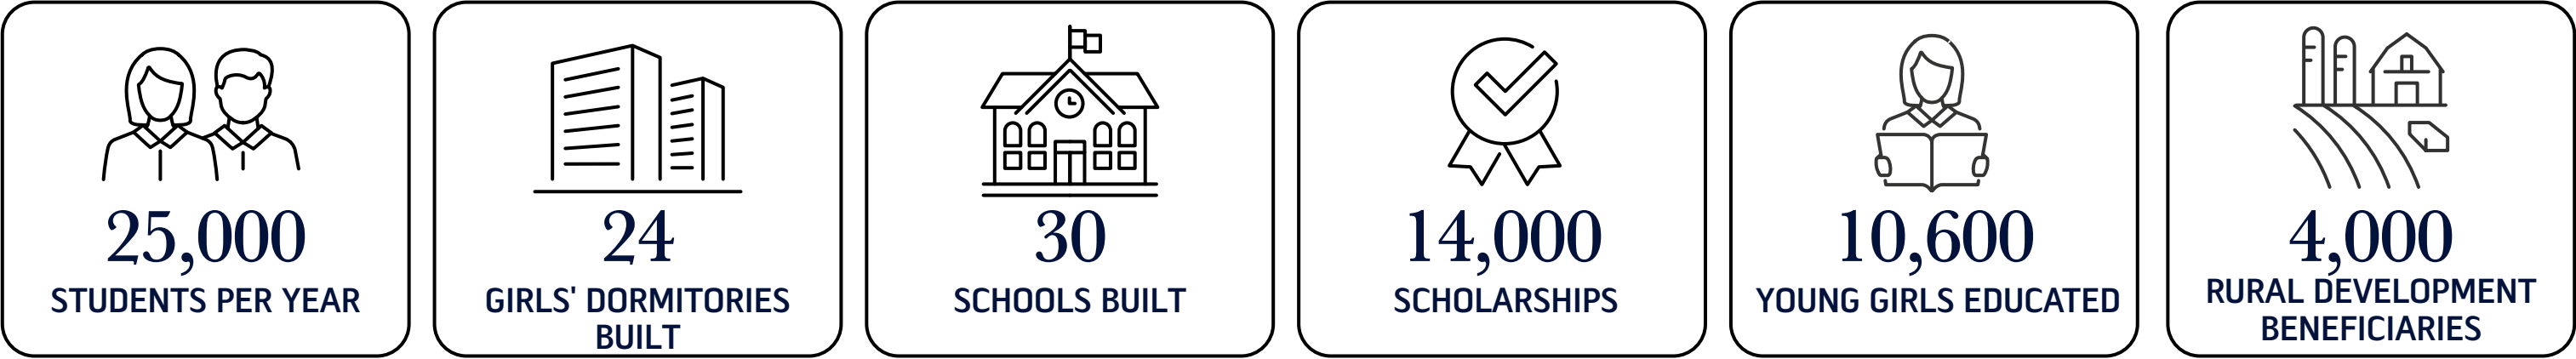 25,000
STUDENTS PER YEAR
24
GIRLS' DORMITORIES
BUILT
30
SCHOOLS BUILT
14,000
SCHOLARSHIPS
10,600
YOUNG GIRLS EDUCATED
4,000
RURAL DEVELOPMENT
BENEFICIARIES